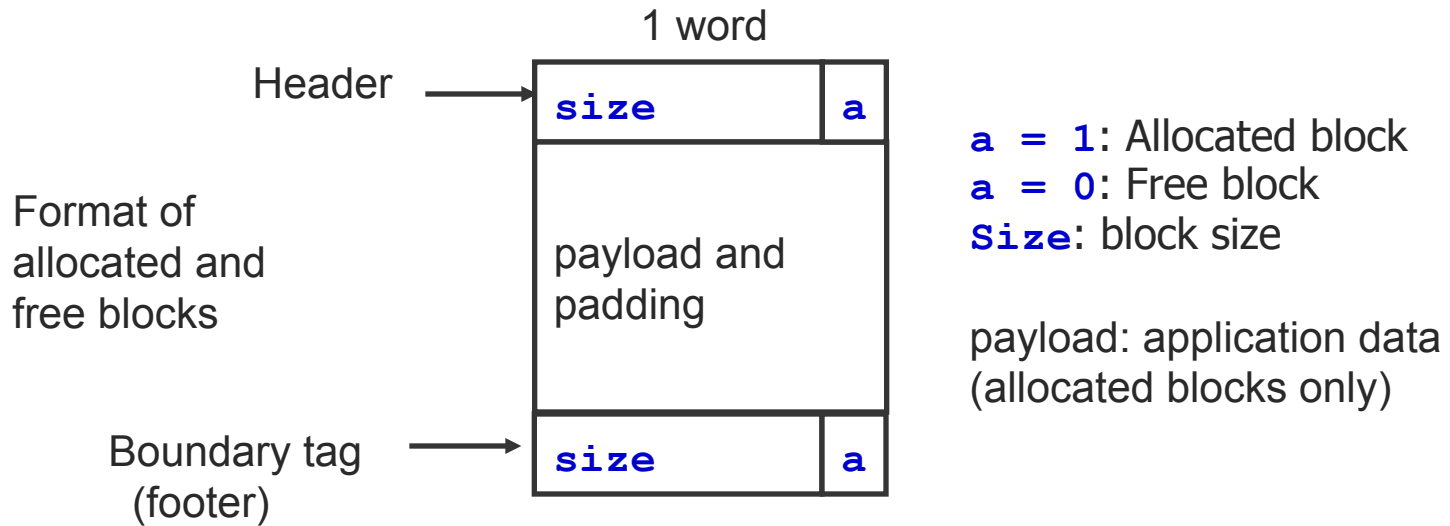 1 word
Header
size a
a = 1: Allocated block
a = 0: Free block
Size: block size
Format of
allocated and
free blocks
payload and
padding
payload: application data
(allocated blocks only)
Boundary tag
(footer)
size a